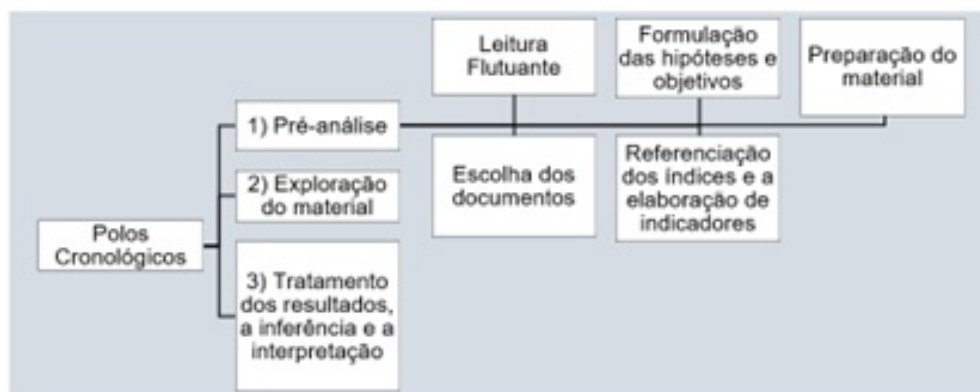 Leitura
Flutuante
Formulação
das hipóteses e
objetivos
Preparação do
material
1) Pré-análise
Escolha dos
documentos
Referenciação
dos índices e a
elaboração de
indicadores
2) Exploração
do material
Polos
Cronológicos
3) Tratamento
dos resultados,
a inferência e a
interpretação